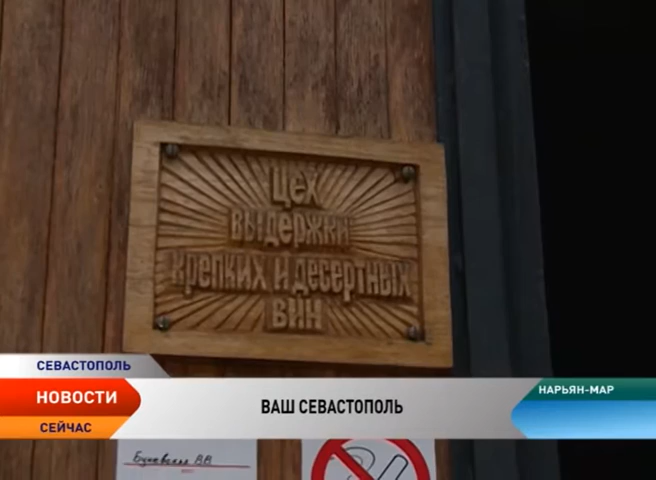 Цех
выдержки
крепких и десертных
вин
СЕВАСТОПОЛЬ
НОВОСТИ
СЕЙЧАС
ВАШ СЕВАСТОПОЛЬ
НАРЬЯН-МАР
В.В.